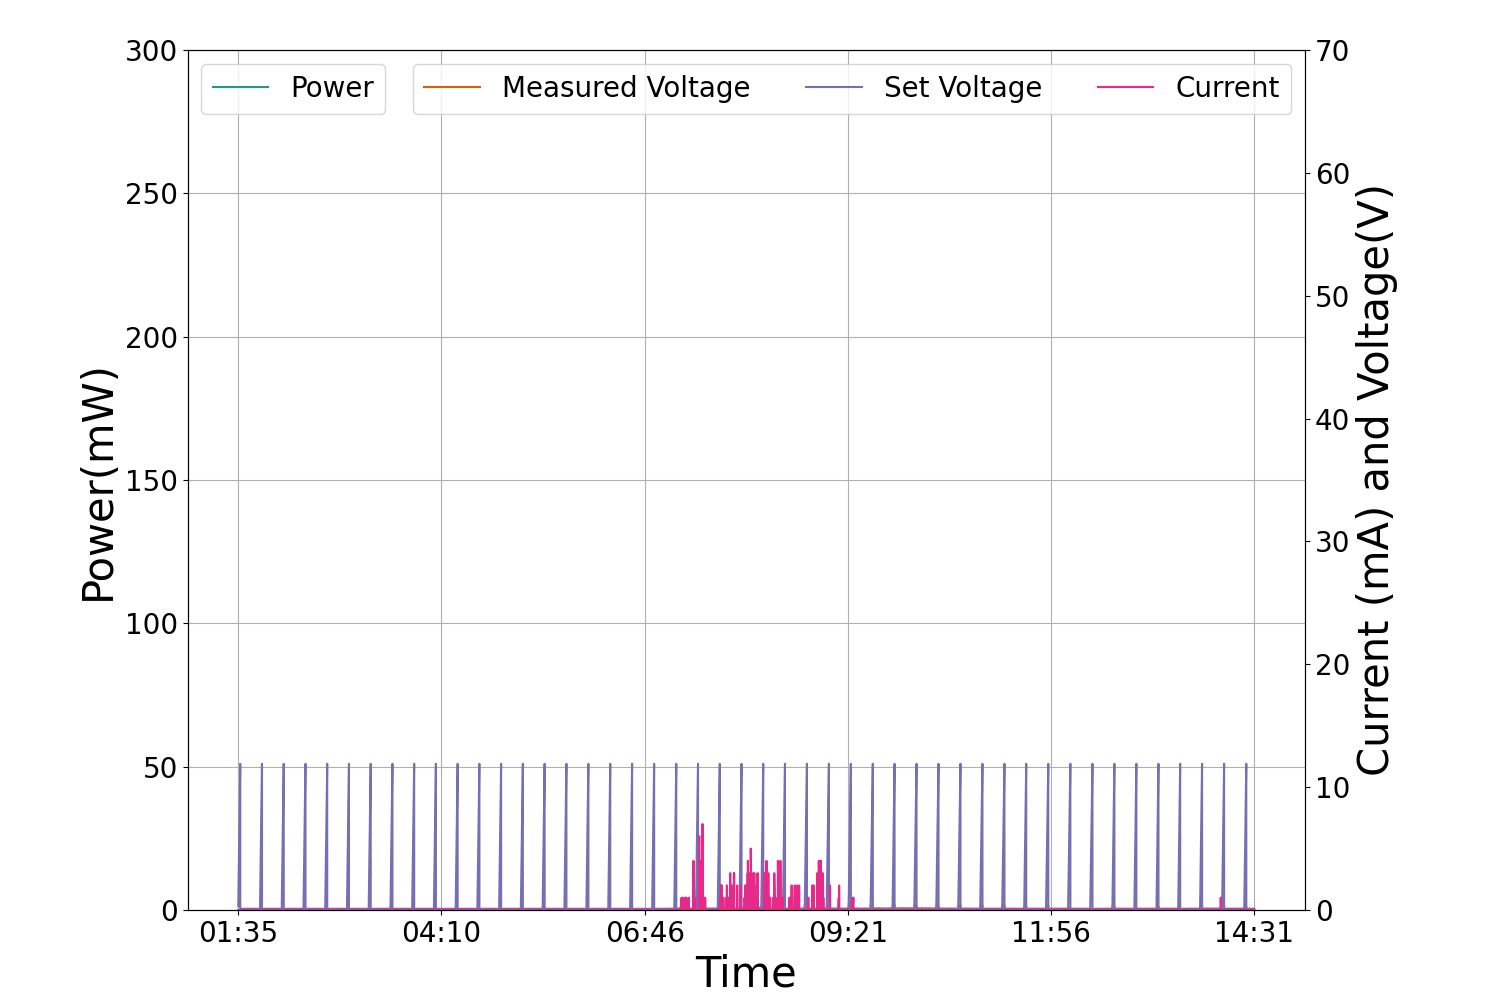 Power
Measured Voltage
Set Voltage
Current
Power(mW)
300
250
200
150
100
50
0
70
60
50
40
30
20
10
0
Current (mA) and Voltage(V)
01:35 04:10 06:46 09:21 11:56 14:31
Time